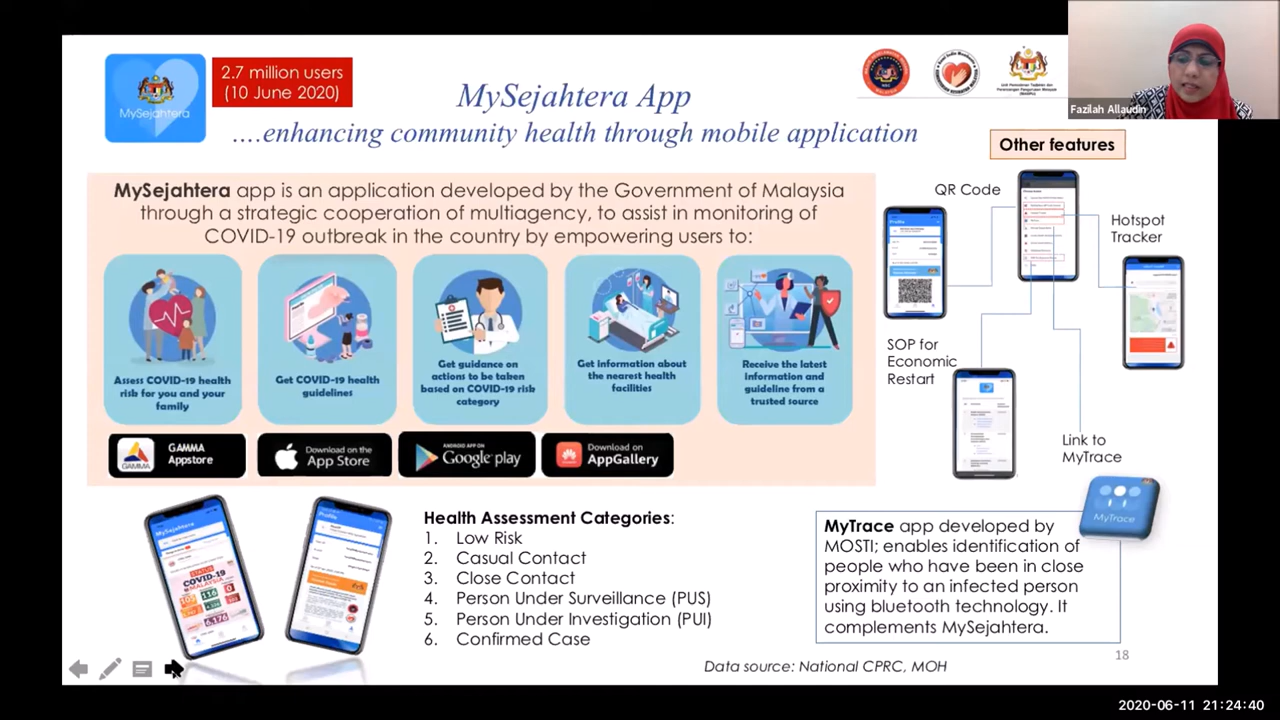 2.7 million users
(10 June 2020)
MySejahtera
MySejahtera App
....enhancing community health through mobile application
Fazilah Allaudin
MySejahtera app is an application developed by the Government of Malaysia
through a strategic cooperation of multiagency, to assist in monitoring of
COVID-19 outbreak in the country by empowering users to:
Assess COVID-19 health
risk for you and your
family
Get COVID-19 health
guidelines
Get guidance on
actions to be taken
based on COVID-19 risk
category
Get information about
the nearest health
facilities
Receive the latest
information and
guideline from a
trusted source
GAMMA
GAMMA
Appstore
Download on the
App Store
ANDROID APP ON
Google play
Download on
AppGallery
Other features
QR Code
Hotspot
Tracker
SOP for
Economic
Restart
Link to
MyTrace
MyTrace
MySejahtera
COVID-19
Health Assessment Categories:
1. Low Risk
2. Casual Contact
3. Close Contact
4. Person Under Surveillance (PUS)
5. Person Under Investigation (PUI)
6. Confirmed Case
MyTrace app developed by
MOSTI; enables identification of
people who have been in close
proximity to an infected person
using bluetooth technology. It
complements MySejahtera.
Data source: National CPRC, MOH
18
2020-06-11 21:24:40